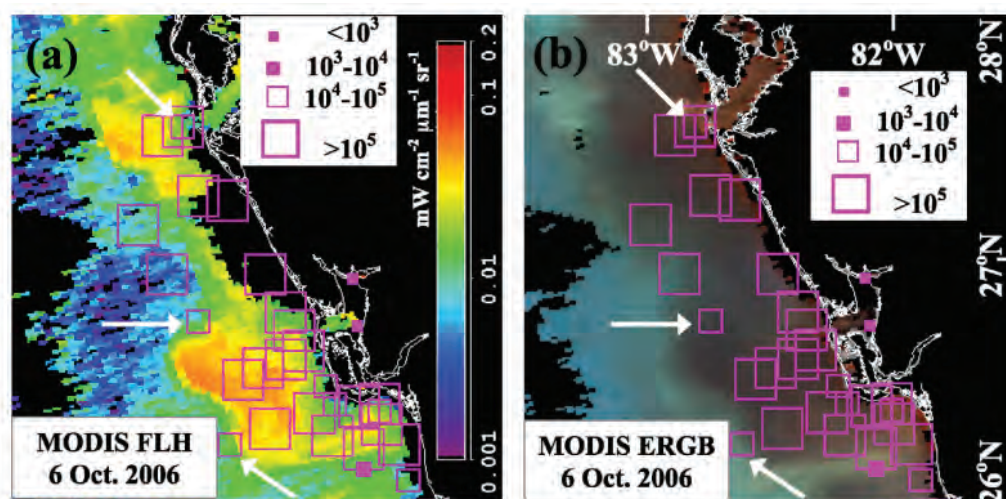 (a)
<10³
10³-10⁴
10⁴-10⁵
>10⁵
mW cm⁻² μm⁻¹ sr⁻¹
0.2
0.1
0.01
0.001
MODIS FLH
6 Oct. 2006
(b)
83°W
82°W
28°N
27°N
26°N
<10³
10³-10⁴
10⁴-10⁵
>10⁵
MODIS ERGB
6 Oct. 2006